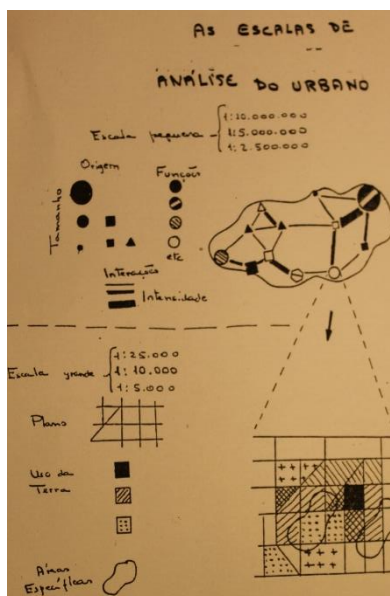 AS ESCALAS DE
ANÁLISE DO URBANO
Escala pequena
1:10.000.000
1:5.000.000
1:2.500.000
Origem
Funções
Tamanho
etc
Interação
Intensidade
Escala grande
1:25.000
1:10.000
1:5.000
Plano
Uso da
Terra
Áreas
Específicas